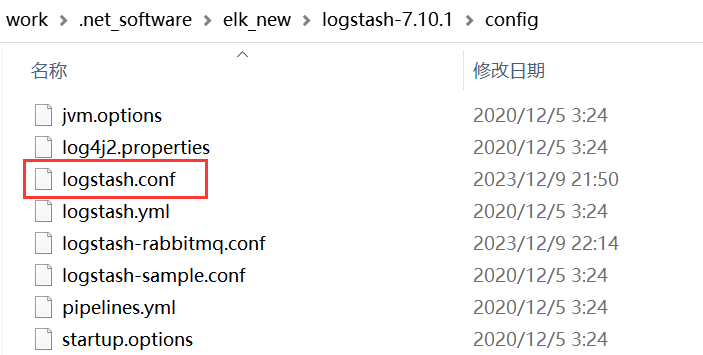 work > .net_software > elk_new > logstash-7.10.1 > config
名称 修改日期
jvm.options 2020/12/5 3:24
log4j2.properties 2020/12/5 3:24
logstash.conf 2023/12/9 21:50
logstash.yml 2020/12/5 3:24
logstash-rabbitmq.conf 2023/12/9 22:14
logstash-sample.conf 2020/12/5 3:24
pipelines.yml 2020/12/5 3:24
startup.options 2020/12/5 3:24